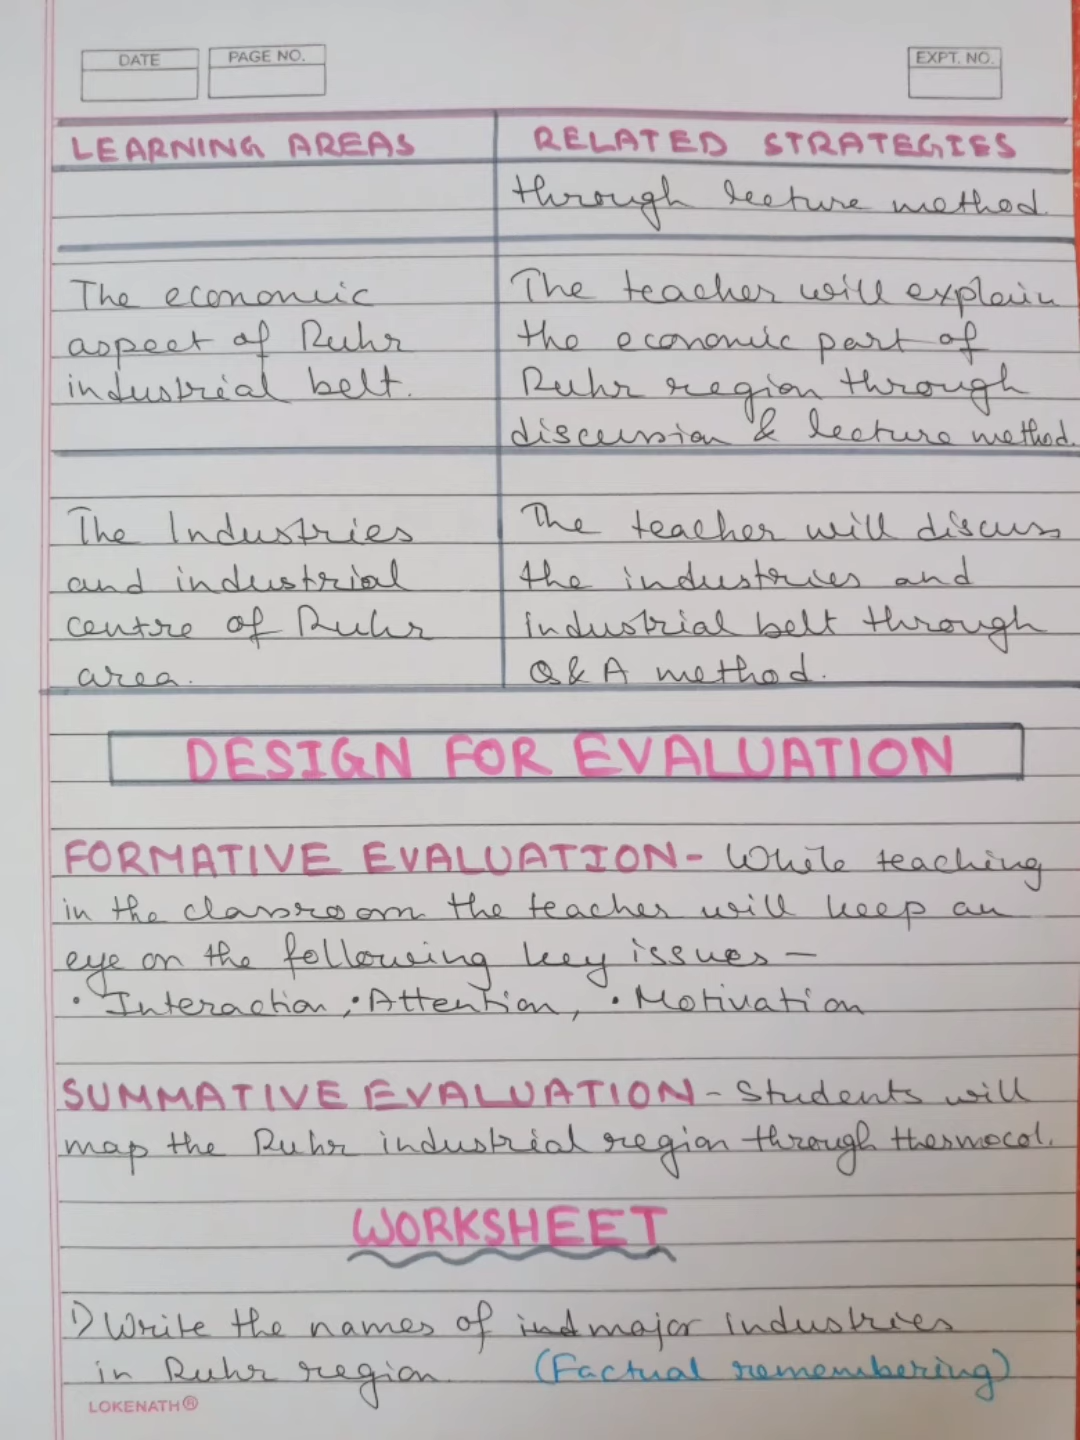 DATE PAGE NO. EXPT. NO.
LEARNING AREAS RELATED STRATEGIES
through lecture method.
The economic
aspect of Ruhr
industrial belt.
The teacher will explain
the economic part of
Ruhr region through
discussion & lecture method.
The Industries
and industrial
centre of Ruhr
area.
The teacher will discuss
the industries and
industrial belt through
Q & A method.
DESIGN FOR EVALUATION
FORMATIVE EVALUATION - While teaching
in the classroom the teacher will keep an
eye on the following key issues —
• Interaction, • Attention, • Motivation
SUMMATIVE EVALUATION - Students will
map the Ruhr industrial region through thermocol.
WORKSHEET
1) Write the names of ind major industries
in Ruhr region. (Factual remembering)
LOKENATH®